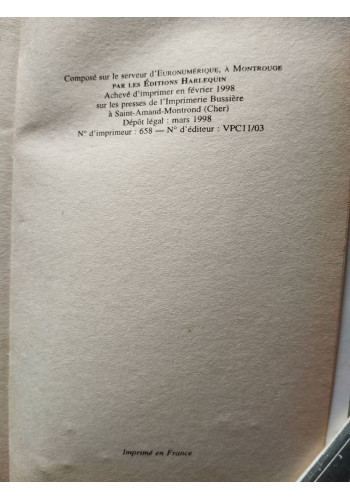 Composé sur le serveur d'EURONUMÉRIQUE, À MONTROUGE
PAR LES ÉDITIONS HARLEQUIN
Achevé d'imprimer en février 1998
sur les presses de l'Imprimerie Bussière
à Saint-Amand-Montrond (Cher)
Dépôt légal : mars 1998
N° d'imprimeur : 658 — N° d'éditeur : VPC11/03
Imprimé en France